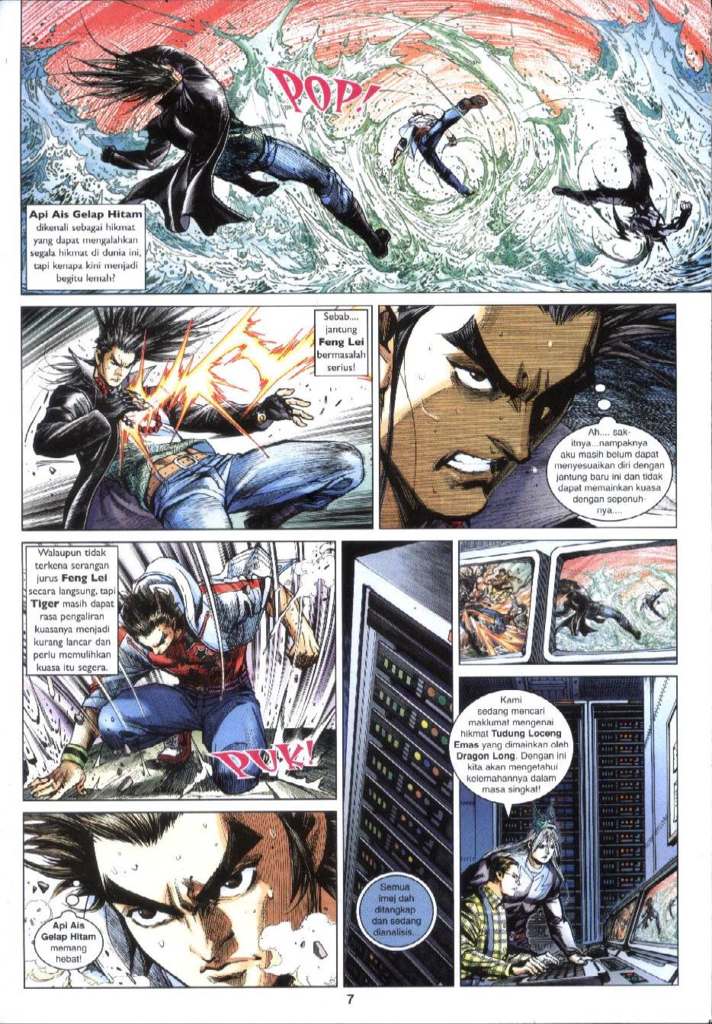 POP!
Api Ais Gelap Hitam
dikenali sebagai hikmat
yang dapat mengalahkan
segala hikmat di dunia ini,
tapi kenapa kini menjadi
begitu lemah?
Sebab....
jantung
Feng Lei
bermasalah
serius!
Ah.... sak-
itnya...nampaknya
aku masih belum dapat
menyesuaikan diri dengan
jantung baru ini dan tidak
dapat memainkan kuasa
dengan sepenuh-
nya....
Walaupun tidak
terkena serangan
jurus Feng Lei
secara langsung, tapi
Tiger masih dapat
rasa pengaliran
kuasanya menjadi
kurang lancar dan
perlu memulihkan
kuasa itu segera.
PUK!
Kami
sedang mencari
maklumat mengenai
hikmat Tudung Loceng
Emas yang dimainkan oleh
Dragon Long. Dengan ini
kita akan mengetahui
kelemahannya dalam
masa singkat!
Api Ais
Gelap Hitam
memang
hebat!
Semua
imej dah
ditangkap
dan sedang
dianalisis.
7